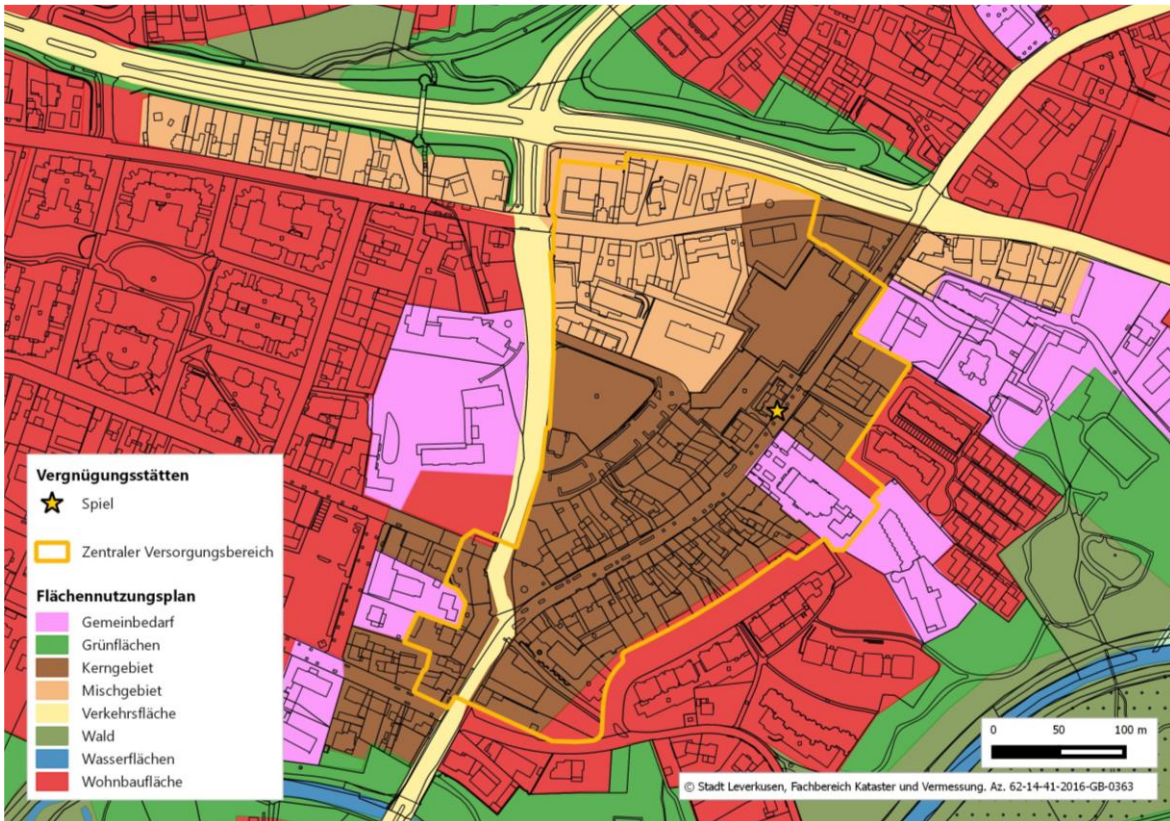 Vergnügungsstätten
Spiel
Zentraler Versorgungsbereich
Flächennutzungsplan
Gemeinbedarf
Grünflächen
Kerngebiet
Mischgebiet
Verkehrsfläche
Wald
Wasserflächen
Wohnbaufläche
0 50 100 m
© Stadt Leverkusen, Fachbereich Kataster und Vermessung. Az. 62-14-41-2016-GB-0363